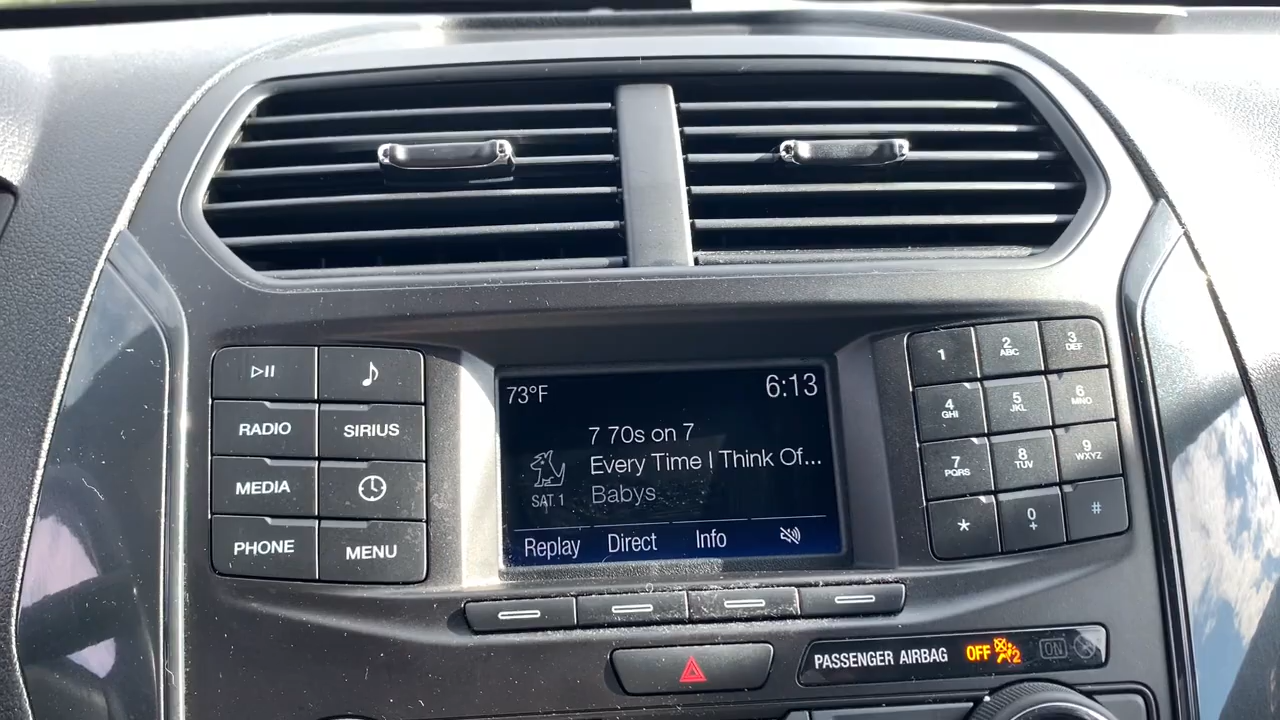 73°F 6:13
7 70s on 7
Every Time I Think Of...
Babys
SAT 1
Replay Direct Info
RADIO SIRIUS
MEDIA
PHONE MENU
1 2 ABC 3 DEF
4 GHI 5 JKL 6 MNO
7 PQRS 8 TUV 9 WXYZ
* 0 + #
PASSENGER AIRBAG OFF 2 ON